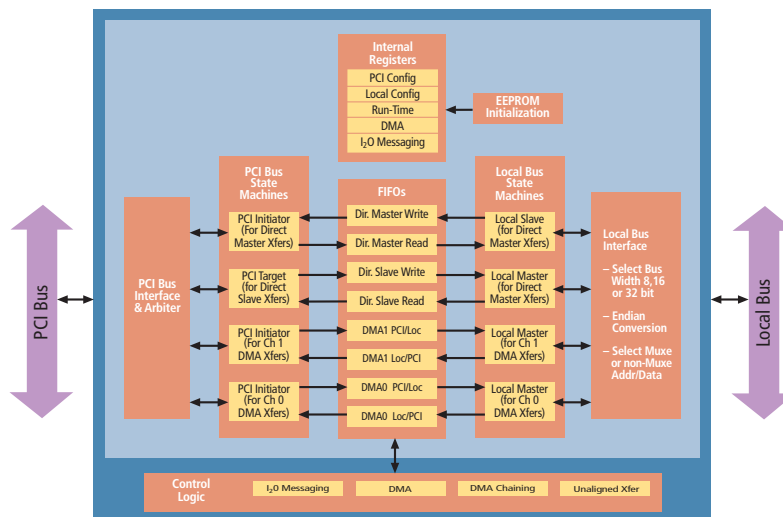 Internal
Registers
PCI Config
Local Config
Run-Time
DMA
I₂O Messaging
EEPROM
Initialization
PCI Bus
State
Machines
FIFOs
Local Bus
State
Machines
PCI Bus
PCI Bus
Interface
& Arbiter
PCI Initiator
(For Direct
Master Xfers)
PCI Target
(for Direct
Slave Xfers)
PCI Initiator
(For Ch 1
DMA Xfers)
PCI Initiator
(For Ch 0
DMA Xfers)
Dir. Master Write
Dir. Master Read
Dir. Slave Write
Dir. Slave Read
DMA1 PCI/Loc
DMA1 Loc/PCI
DMA0 PCI/Loc
DMA0 Loc/PCI
Local Slave
(for Direct
Master Xfers)
Local Master
(for Direct
Master Xfers)
Local Master
(for Ch 1
DMA Xfers)
Local Master
(for Ch 0
DMA Xfers)
Local Bus
Interface
– Select Bus
Width 8,16
or 32 bit
– Endian
Conversion
– Select Muxe
or non-Muxe
Addr/Data
Local Bus
Control
Logic
I₂0 Messaging
DMA
DMA Chaining
Unaligned Xfer